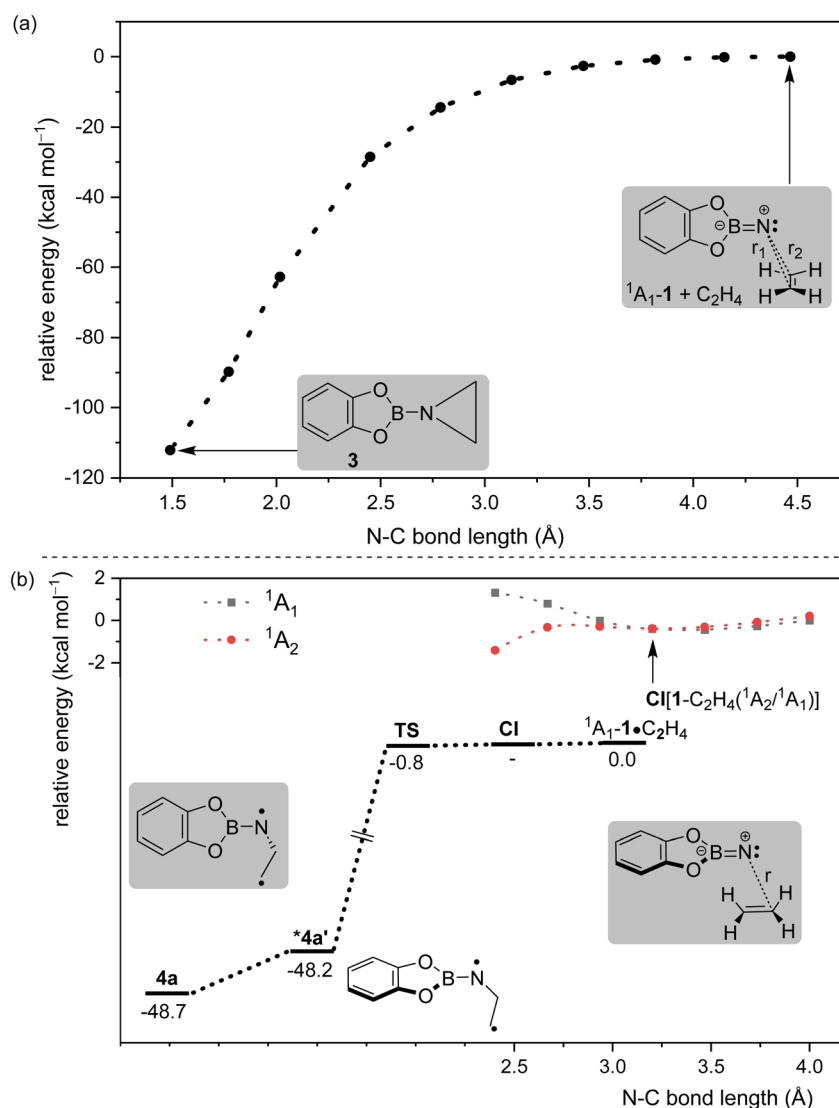 (a)
relative energy (kcal mol⁻¹)
0
-20
-40
-60
-80
-100
-120
1.5
2.0
2.5
3.0
3.5
4.0
4.5
N-C bond length (Å)
O
B
N
O
3
O
⊖
B
=
N
⊕
:
O
r₁
r₂
H
H
H
H
¹A₁-1 + C₂H₄
(b)
relative energy (kcal mol⁻¹)
2
0
-2
¹A₁
¹A₂
CI[1-C₂H₄(¹A₂/¹A₁)]
TS
-0.8
CI
-
¹A₁-1•C₂H₄
0.0
O
B
N
•
O
•
*4a'
-48.2
4a
-48.7
O
B
N
•
O
•
O
⊖
B
=
N
⊕
:
O
r
H
H
H
H
2.5
3.0
3.5
4.0
N-C bond length (Å)